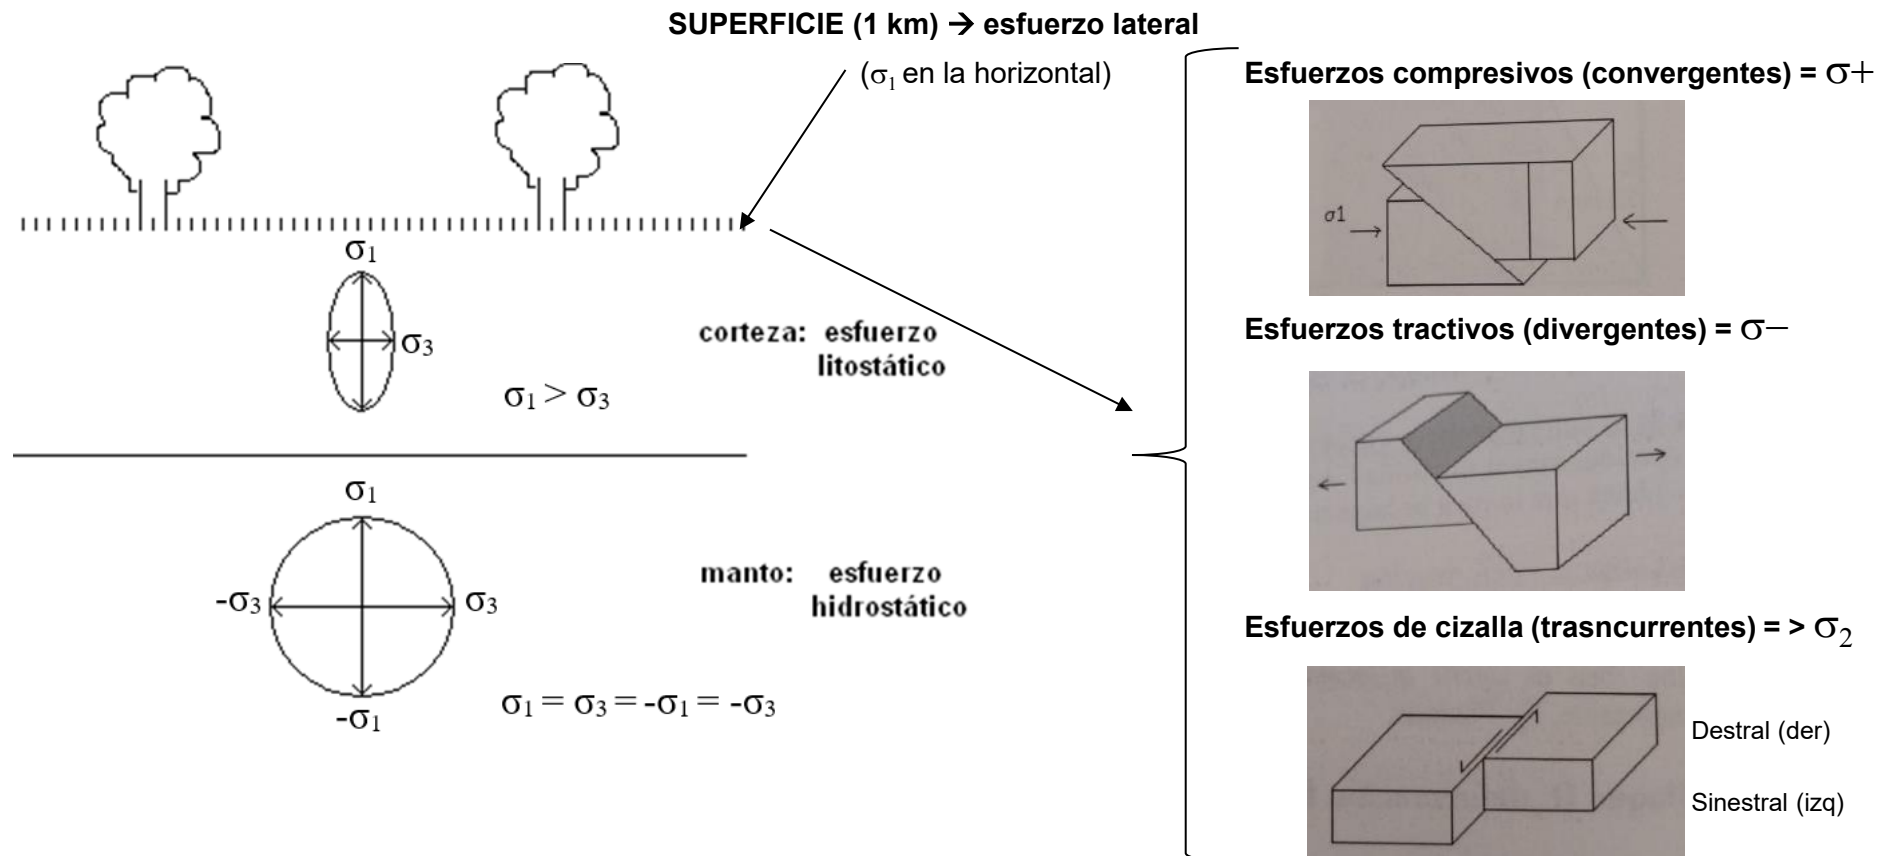 SUPERFICIE (1 km) → esfuerzo lateral
(σ₁ en la horizontal)
σ₁
σ₃
σ₁ > σ₃
corteza: esfuerzo
litostático
σ₁
-σ₃
σ₃
-σ₁
σ₁ = σ₃ = -σ₁ = -σ₃
manto: esfuerzo
hidrostático
Esfuerzos compresivos (convergentes) = σ+
σ1
Esfuerzos tractivos (divergentes) = σ−
Esfuerzos de cizalla (trasncurrentes) = > σ₂
Destral (der)
Sinestral (izq)